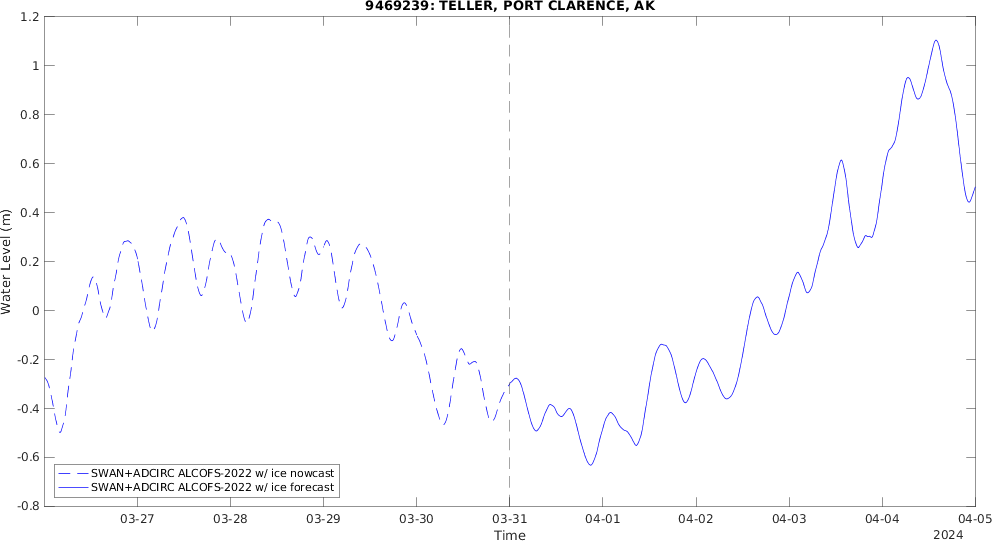 9469239: TELLER, PORT CLARENCE, AK
1.2
1
0.8
0.6
0.4
0.2
0
-0.2
-0.4
-0.6
-0.8
Water Level (m)
SWAN+ADCIRC ALCOFS-2022 w/ ice nowcast
SWAN+ADCIRC ALCOFS-2022 w/ ice forecast
03-27 03-28 03-29 03-30 03-31 04-01 04-02 04-03 04-04 04-05
Time
2024